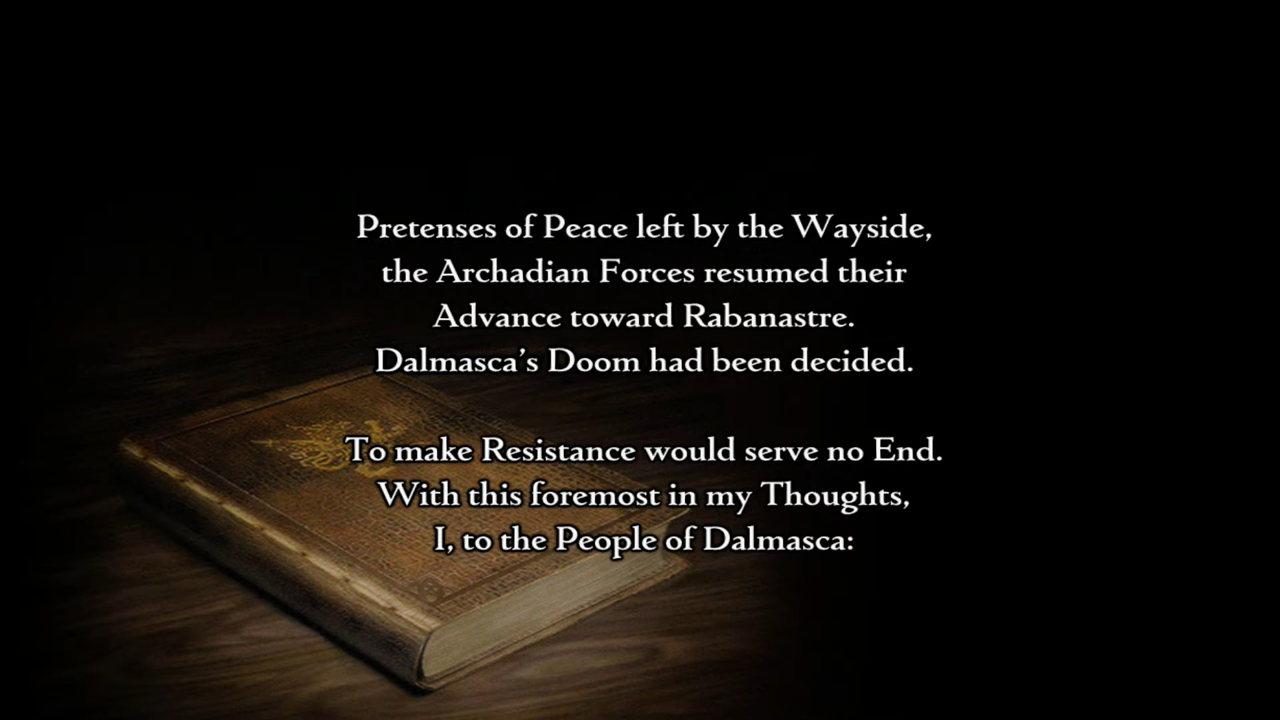 Pretenses of Peace left by the Wayside,
the Archadian Forces resumed their
Advance toward Rabanastre.
Dalmasca's Doom had been decided.
To make Resistance would serve no End.
With this foremost in my Thoughts,
I, to the People of Dalmasca: